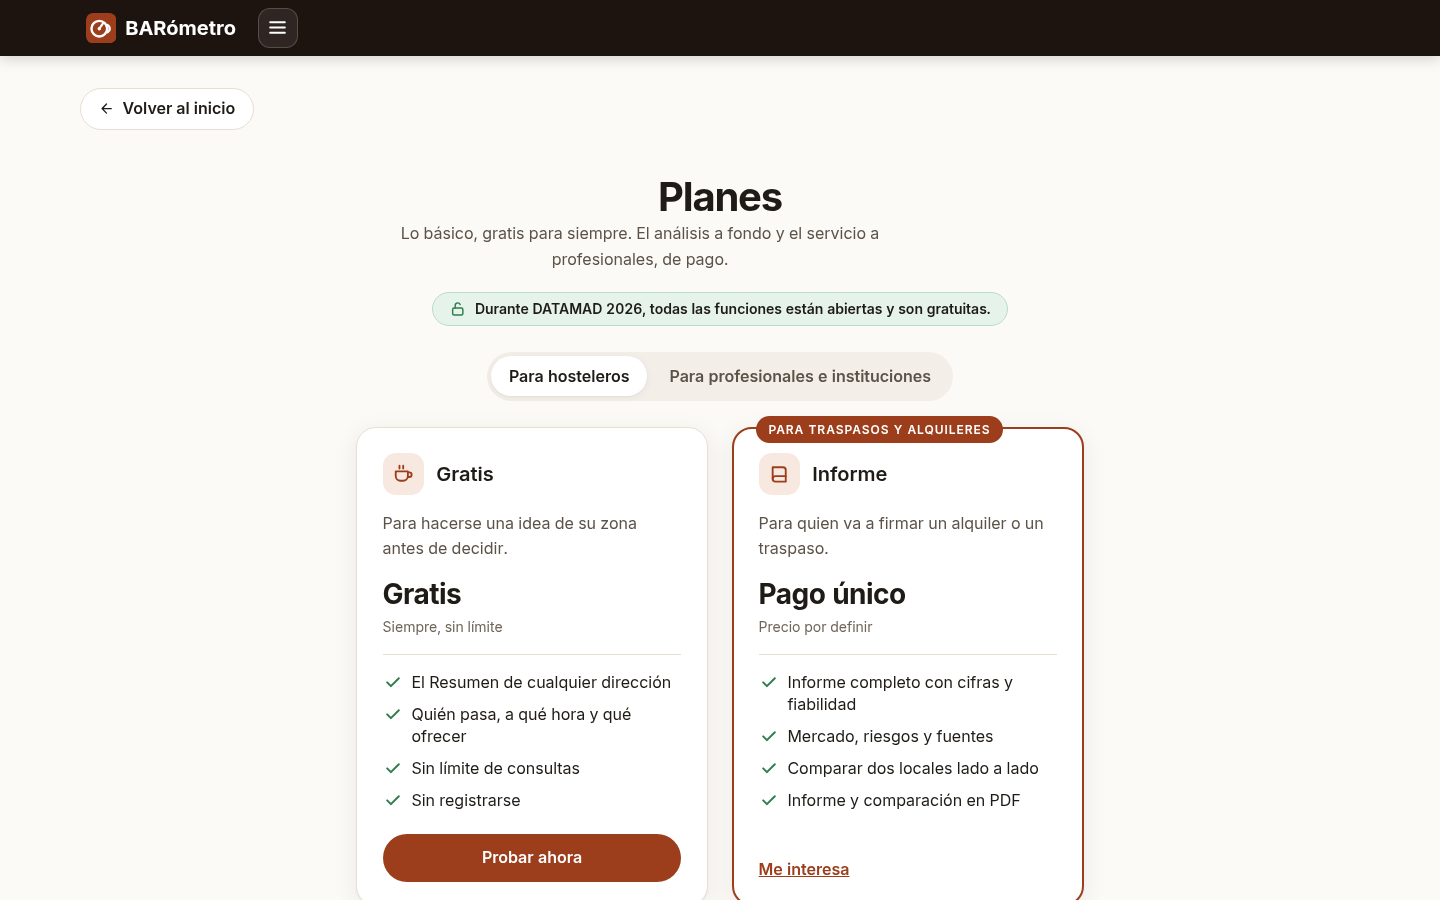 BARómetro
Volver al inicio
Planes
Lo básico, gratis para siempre. El análisis a fondo y el servicio a
profesionales, de pago.
Durante DATAMAD 2026, todas las funciones están abiertas y son gratuitas.
Para hosteleros
Para profesionales e instituciones
Gratis
Para hacerse una idea de su zona
antes de decidir.
Gratis
Siempre, sin límite
El Resumen de cualquier dirección
Quién pasa, a qué hora y qué
ofrecer
Sin límite de consultas
Sin registrarse
Probar ahora
PARA TRASPASOS Y ALQUILERES
Informe
Para quien va a firmar un alquiler o un
traspaso.
Pago único
Precio por definir
Informe completo con cifras y
fiabilidad
Mercado, riesgos y fuentes
Comparar dos locales lado a lado
Informe y comparación en PDF
Me interesa